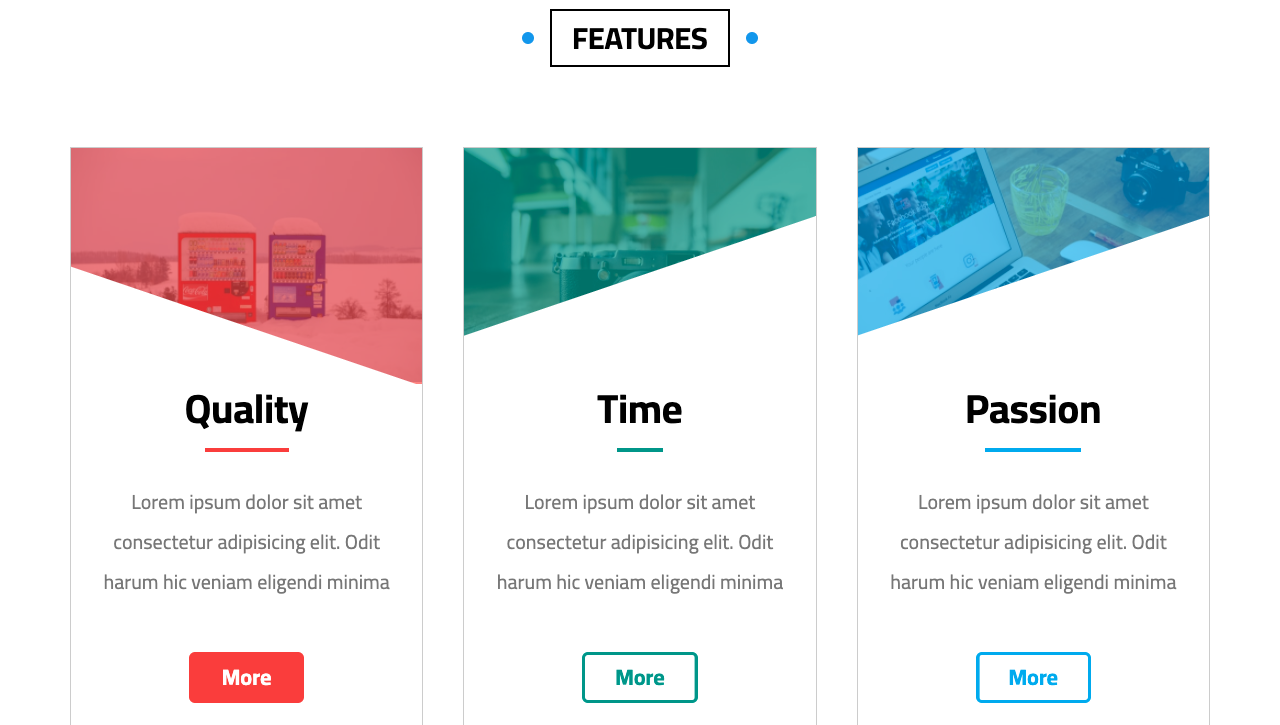 FEATURES
Quality
Lorem ipsum dolor sit amet
consectetur adipisicing elit. Odit
harum hic veniam eligendi minima
More
Time
Lorem ipsum dolor sit amet
consectetur adipisicing elit. Odit
harum hic veniam eligendi minima
More
Passion
Lorem ipsum dolor sit amet
consectetur adipisicing elit. Odit
harum hic veniam eligendi minima
More